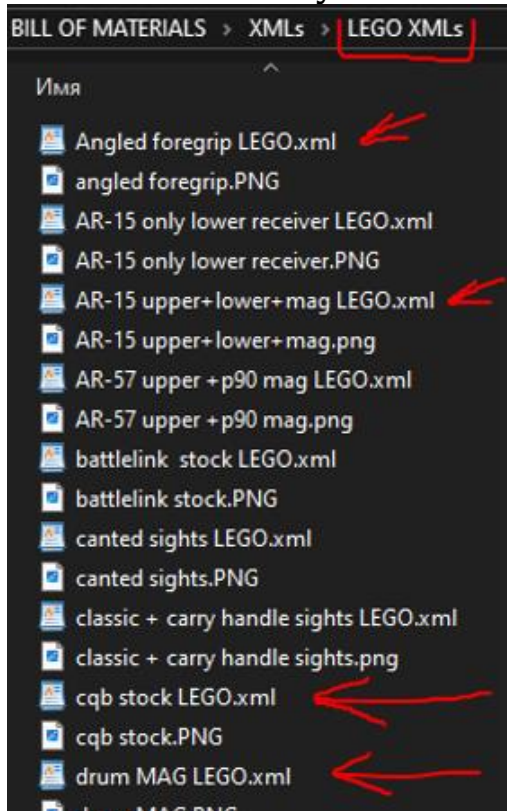 BILL OF MATERIALS > XMLs > LEGO XMLs
Имя
Angled foregrip LEGO.xml
angled foregrip.PNG
AR-15 only lower receiver LEGO.xml
AR-15 only lower receiver.PNG
AR-15 upper+lower+mag LEGO.xml
AR-15 upper+lower+mag.png
AR-57 upper +p90 mag LEGO.xml
AR-57 upper +p90 mag.png
battlelink  stock LEGO.xml
battlelink stock.PNG
canted sights LEGO.xml
canted sights.PNG
classic + carry handle sights LEGO.xml
classic + carry handle sights.png
cqb stock LEGO.xml
cqb stock.PNG
drum MAG LEGO.xml